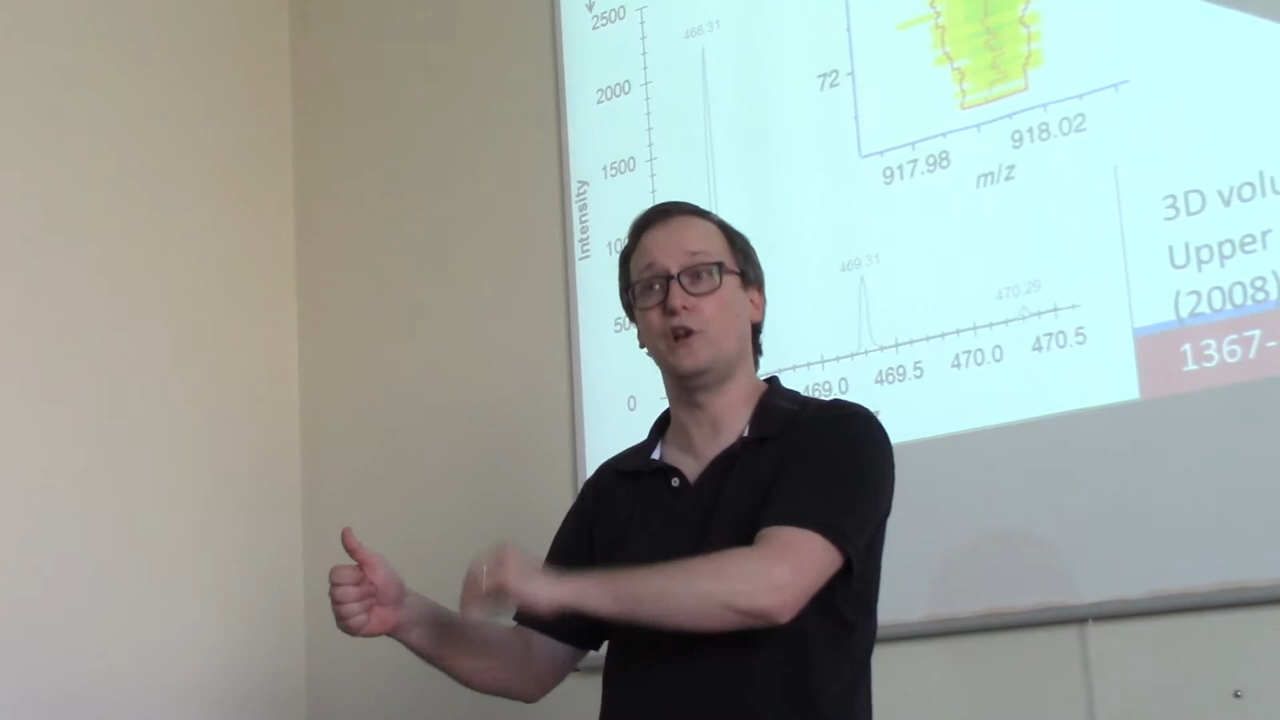 2500
468.31
2000
1500
Intensity
0
469.31
470.29
469.0 469.5 470.0 470.5
72
917.98 918.02
m/z
3D
Upper
(2008)
1367-